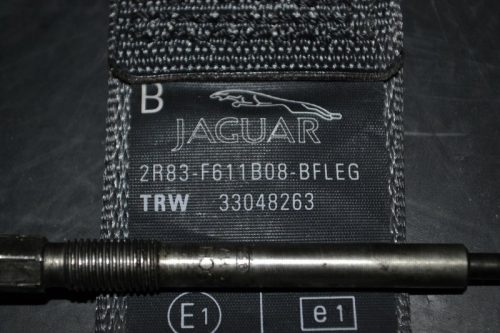 B
JAGUAR
2R83-F611B08-BFLEG
TRW 33048263
E1
e1